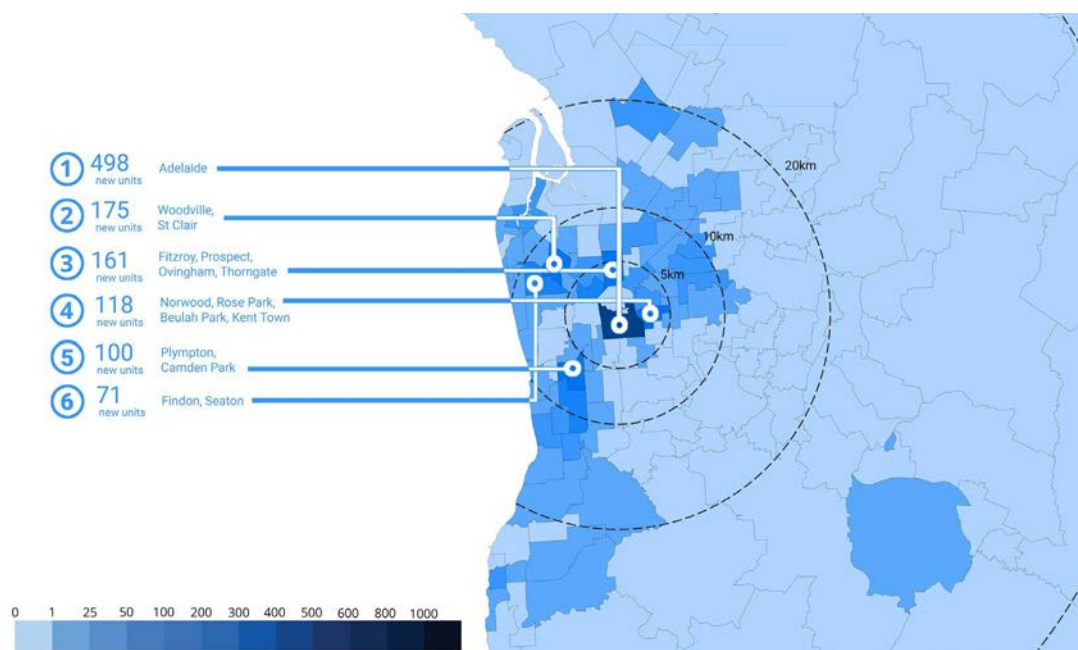 1 498 new units Adelaide
2 175 new units Woodville,
St Clair
3 161 new units Fitzroy, Prospect,
Ovingham, Thorngate
4 118 new units Norwood, Rose Park,
Beulah Park, Kent Town
5 100 new units Plympton,
Camden Park
6 71 new units Findon, Seaton
20km
10km
5km
0 1 25 50 100 200 300 400 500 600 800 1000